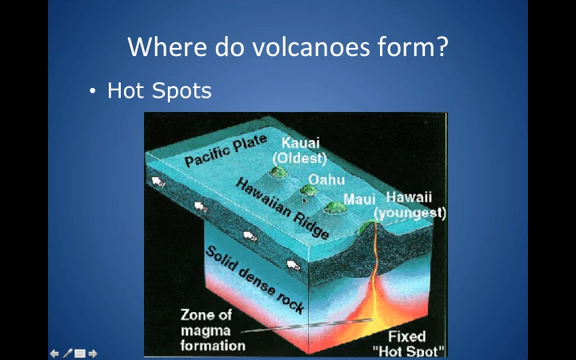 Where do volcanoes form?
• Hot Spots
Pacific Plate
Kauai
(Oldest)
Oahu
Maui
Hawaii
(youngest)
Hawaiian Ridge
Solid dense rock
Zone of
magma
formation
Fixed
"Hot Spot"